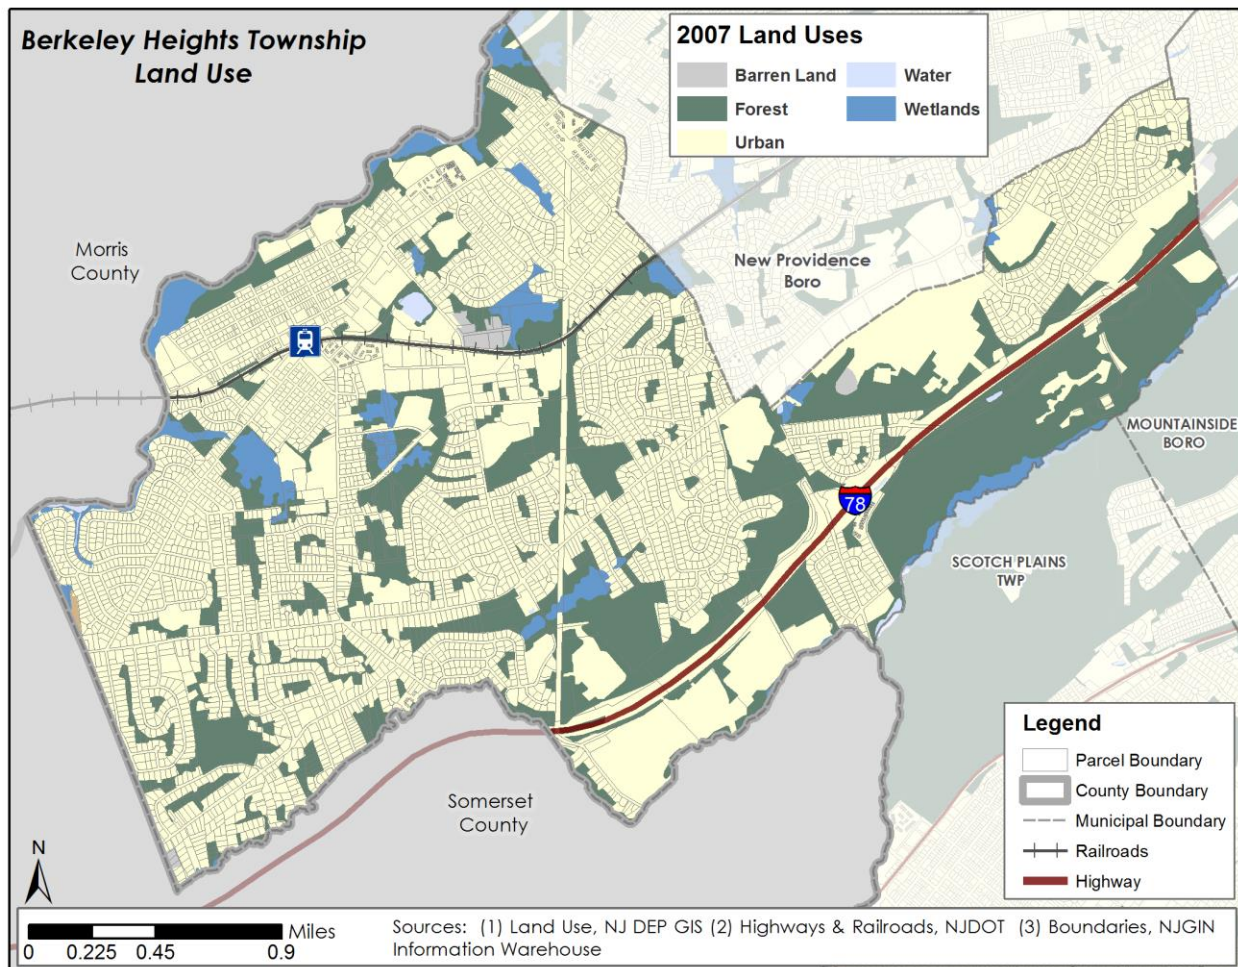 Berkeley Heights Township
Land Use
2007 Land Uses
Barren Land
Water
Forest
Wetlands
Urban
Morris
County
New Providence
Boro
MOUNTAINSIDE
BORO
78
SCOTCH PLAINS
TWP
Somerset
County
Legend
Parcel Boundary
County Boundary
Municipal Boundary
Railroads
Highway
N
Miles
0 0.225 0.45 0.9
Sources: (1) Land Use, NJ DEP GIS (2) Highways & Railroads, NJDOT (3) Boundaries, NJGIN
Information Warehouse